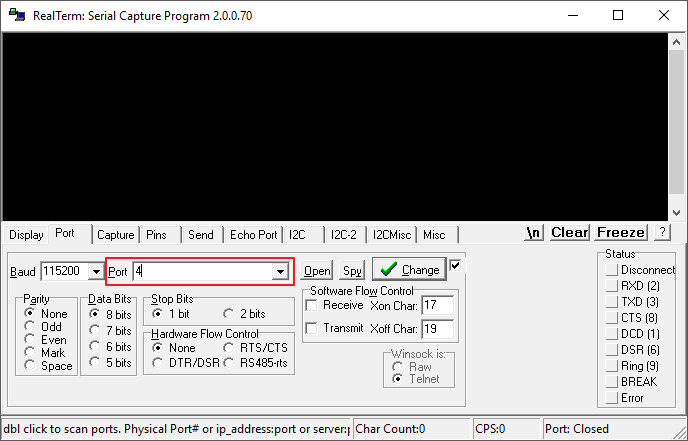 RealTerm: Serial Capture Program 2.0.0.70
Display Port Capture Pins Send Echo Port I2C I2C-2 I2CMisc Misc \n Clear Freeze ?
Baud 115200 Port 4 Open Spy Change
Parity
None
Odd
Even
Mark
Space
Data Bits
8 bits
7 bits
6 bits
5 bits
Stop Bits
1 bit 2 bits
Hardware Flow Control
None RTS/CTS
DTR/DSR RS485-rts
Software Flow Control
Receive Xon Char: 17
Transmit Xoff Char: 19
Winsock is:
Raw
Telnet
Status
Disconnect
RXD (2)
TXD (3)
CTS (8)
DCD (1)
DSR (6)
Ring (9)
BREAK
Error
dbl click to scan ports. Physical Port# or ip_address:port or server:p Char Count:0 CPS:0 Port: Closed